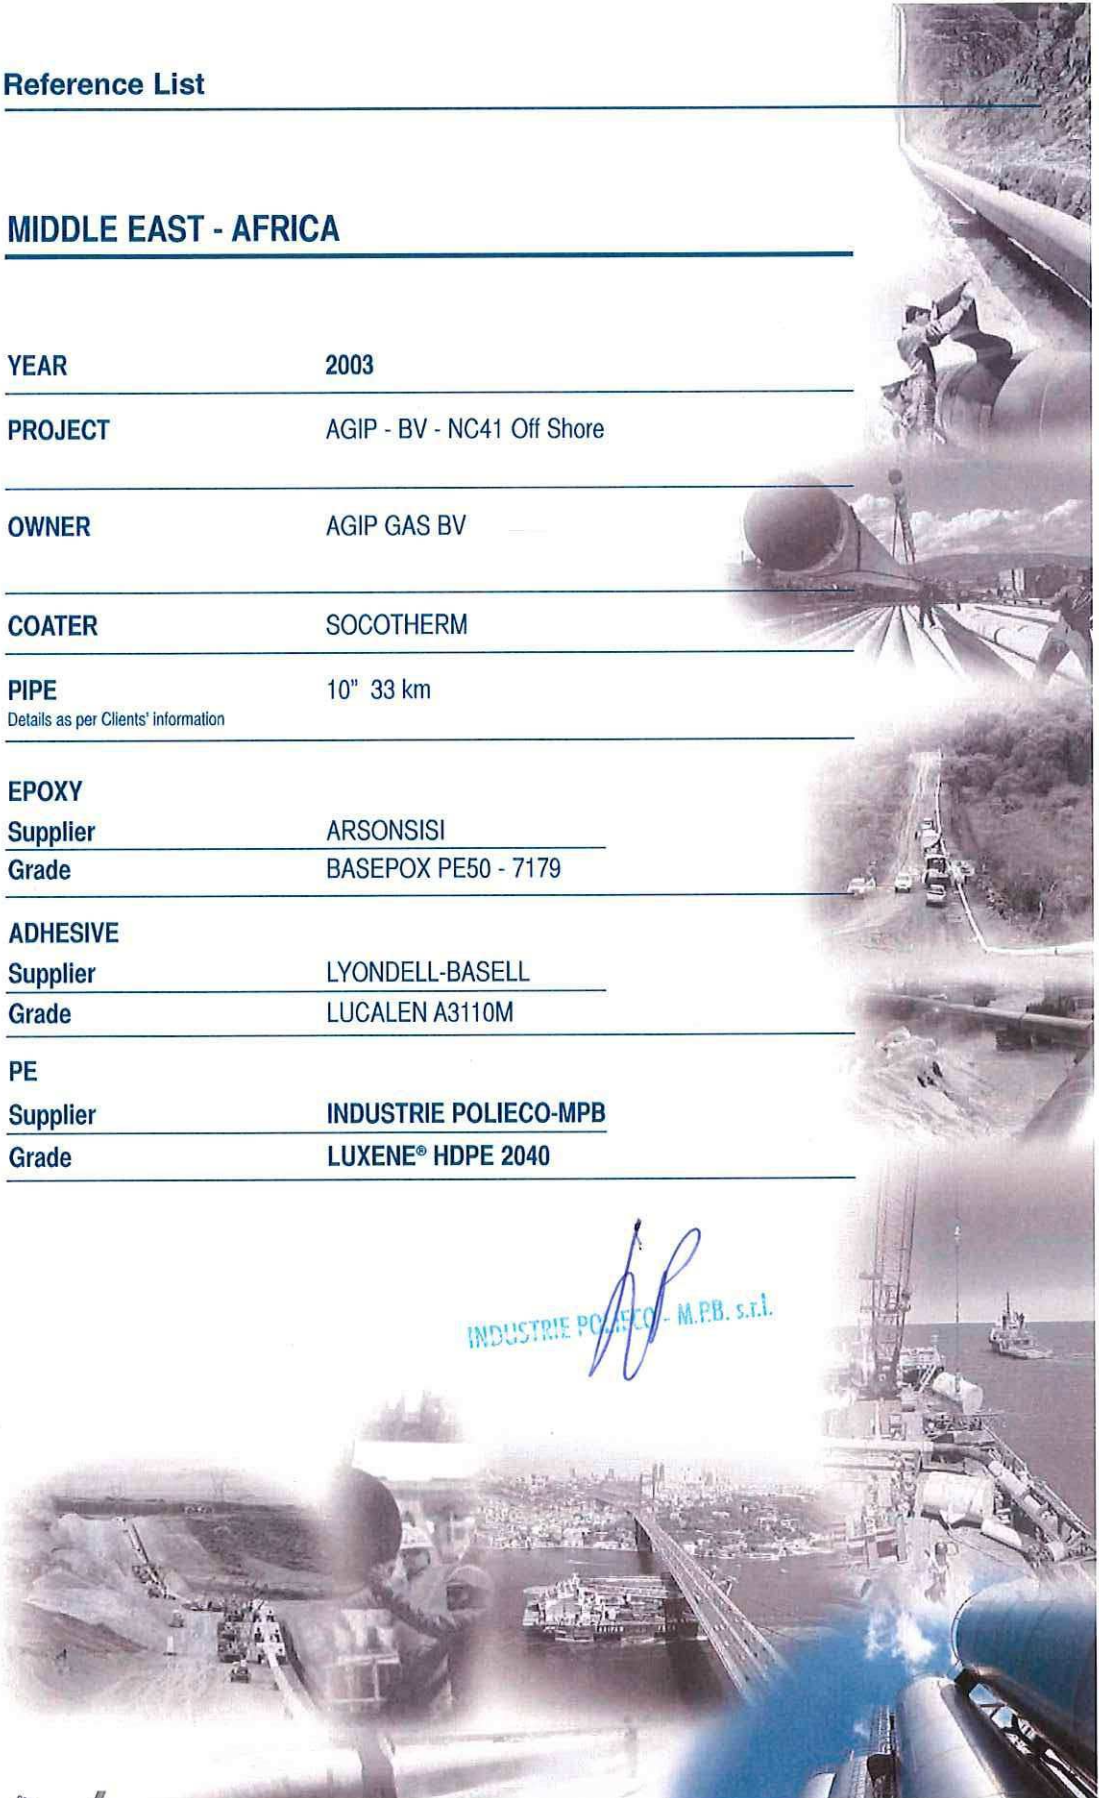 Reference List
MIDDLE EAST - AFRICA
YEAR 2003
PROJECT AGIP - BV - NC41 Off Shore
OWNER AGIP GAS BV
COATER SOCOTHERM
PIPE 10” 33 km
Details as per Clients' information
EPOXY
Supplier ARSONSISI
Grade BASEPOX PE50 - 7179
ADHESIVE
Supplier LYONDELL-BASELL
Grade LUCALEN A3110M
PE
Supplier INDUSTRIE POLIECO-MPB
Grade LUXENE® HDPE 2040
INDUSTRIE POLIECO - M.P.B. s.r.l.